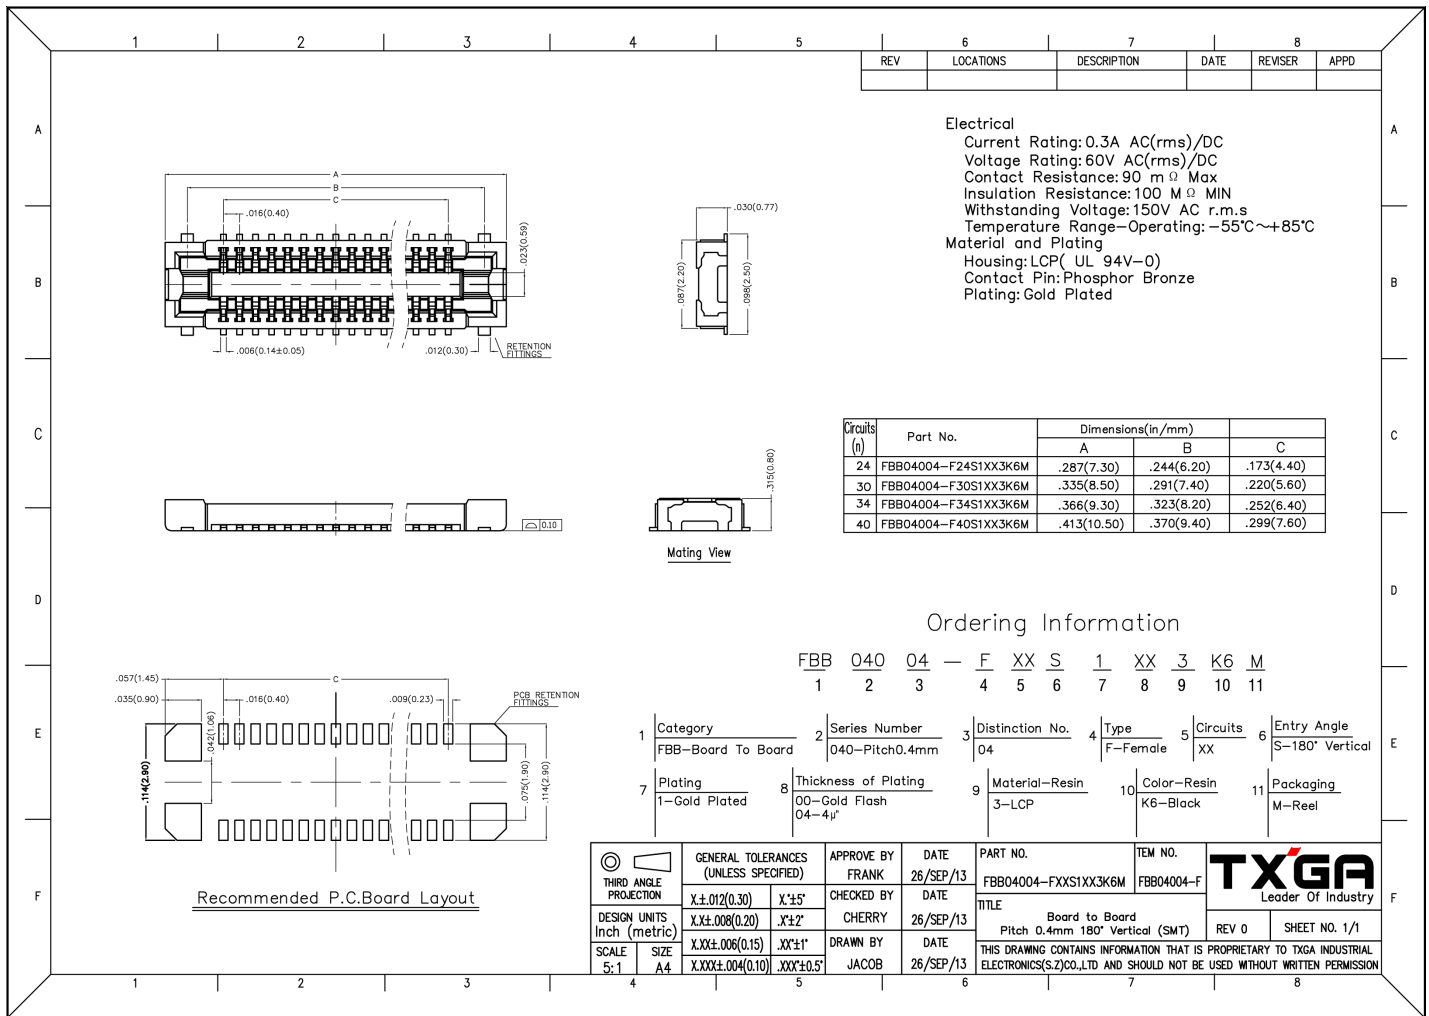 1 2 3 4 5 6 7 8
REV LOCATIONS DESCRIPTION DATE REVISER APPD
A A
B B
C C
D D
E E
F F
Electrical
Current Rating:0.3A AC(rms)/DC
Voltage Rating:60V AC(rms)/DC
Contact Resistance:90 mΩ Max
Insulation Resistance:100 MΩ MIN
Withstanding Voltage:150V AC r.m.s
Temperature Range-Operating:-55°C~+85°C
Material and Plating
Housing:LCP( UL 94V-0)
Contact Pin:Phosphor Bronze
Plating:Gold Plated
A
B
C
.016(0.40)
.023(0.59)
.006(0.14±0.05)
.012(0.30)
RETENTION
FITTINGS
.030(0.77)
.087(2.20)
.098(2.50)
0.10
.315(0.80)
Mating View
Circuits
(n) Part No. Dimensions(in/mm)
A B C
24 FBB04004-F24S1XX3K6M .287(7.30) .244(6.20) .173(4.40)
30 FBB04004-F30S1XX3K6M .335(8.50) .291(7.40) .220(5.60)
34 FBB04004-F34S1XX3K6M .366(9.30) .323(8.20) .252(6.40)
40 FBB04004-F40S1XX3K6M .413(10.50) .370(9.40) .299(7.60)
.057(1.45)
C
.035(0.90)
.016(0.40)
.009(0.23)
PCB RETENTION
FITTINGS
.042(1.06)
.114(2.90)
.075(1.90)
.114(2.90)
Recommended P.C.Board Layout
Ordering Information
FBB 040 04 - F XX S 1 XX 3 K6 M
1 2 3 4 5 6 7 8 9 10 11
1 Category
FBB-Board To Board
2 Series Number
040-Pitch0.4mm
3 Distinction No.
04
4 Type
F-Female
5 Circuits
XX
6 Entry Angle
S-180° Vertical
7 Plating
1-Gold Plated
8 Thickness of Plating
00-Gold Flash
04-4μ"
9 Material-Resin
3-LCP
10 Color-Resin
K6-Black
11 Packaging
M-Reel
THIRD ANGLE
PROJECTION
DESIGN UNITS
Inch (metric)
SCALE SIZE
5:1 A4
GENERAL TOLERANCES
(UNLESS SPECIFIED)
X.±.012(0.30) X.°±5°
X.X±.008(0.20) .X°±2°
X.XX±.006(0.15) .XX°±1°
X.XXX±.004(0.10) .XXX°±0.5°
APPROVE BY DATE
FRANK 26/SEP/13
CHECKED BY DATE
CHERRY 26/SEP/13
DRAWN BY DATE
JACOB 26/SEP/13
PART NO. TEM NO.
FBB04004-FXXS1XX3K6M FBB04004-F
TITLE
Board to Board
Pitch 0.4mm 180° Vertical (SMT)
TXGA
Leader Of Industry
REV 0 SHEET NO. 1/1
THIS DRAWING CONTAINS INFORMATION THAT IS PROPRIETARY TO TXGA INDUSTRIAL
ELECTRONICS(S.Z)CO.,LTD AND SHOULD NOT BE USED WITHOUT WRITTEN PERMISSION
1 2 3 4 5 6 7 8